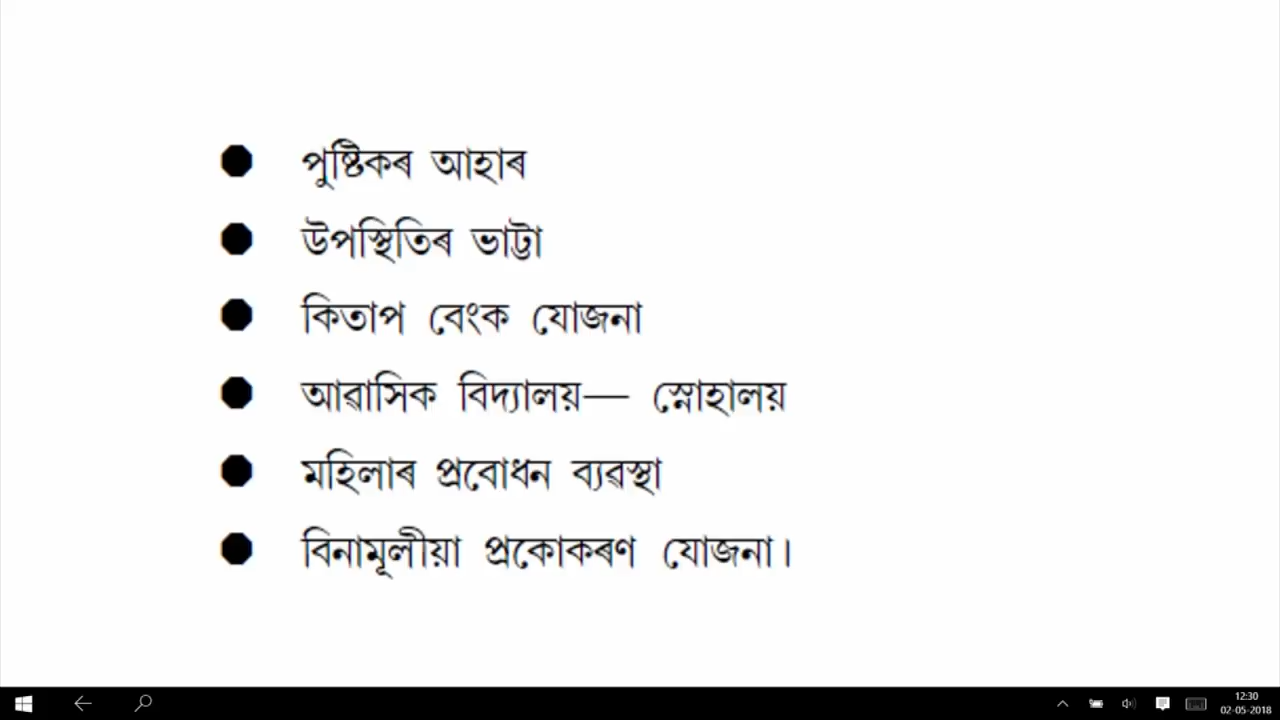 পুষ্টিকৰ আহাৰ
উপস্থিতিৰ ভাট্টা
কিতাপ বেংক যোজনা
আৱাসিক বিদ্যালয়— স্নোহালয়
মহিলাৰ প্ৰবোধন ব্যৱস্থা
বিনামূলীয়া প্ৰকোকৰণ যোজনা।
12:30
02-05-2018